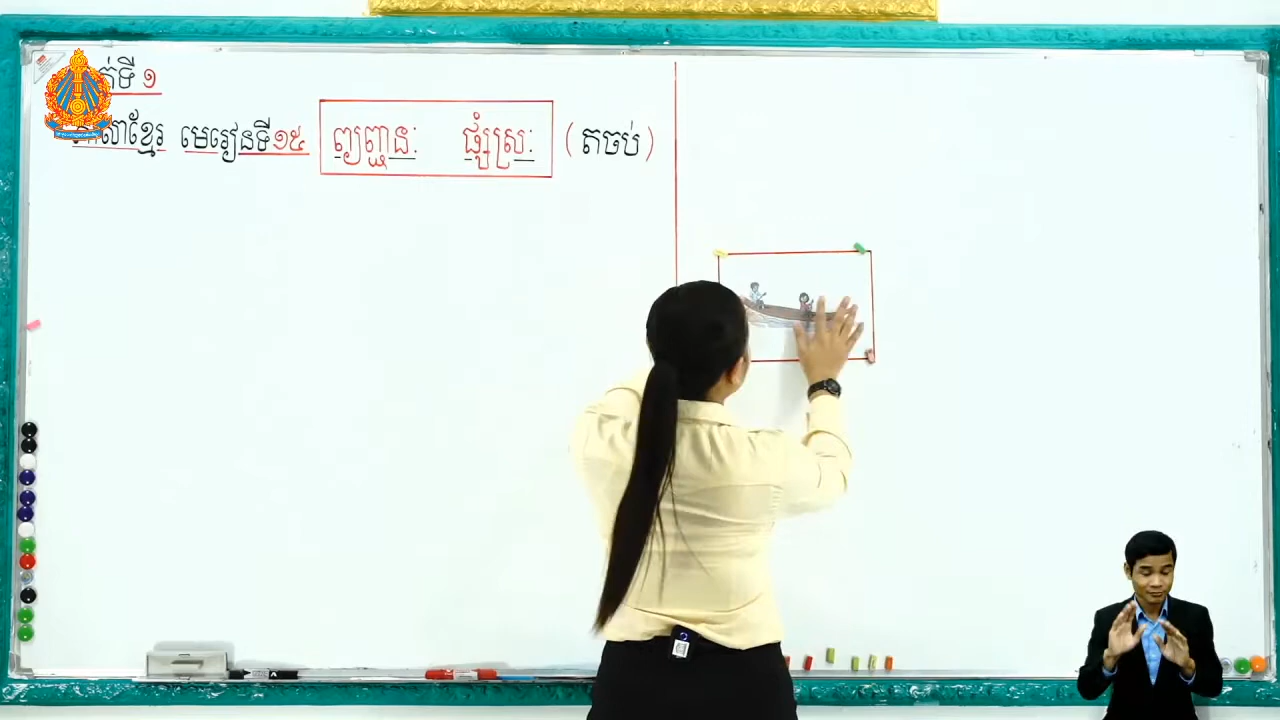 ទី ១
ខ្មែរ មេរៀនទី១៥ ព្យញ្ជនៈ ផ្សំស្រៈ (តចប់)